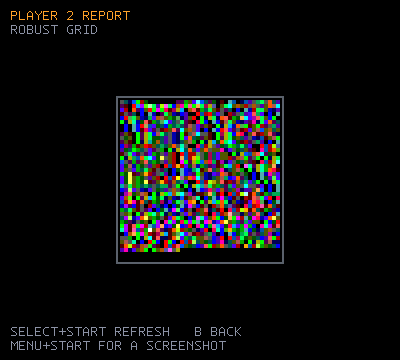 PLAYER 2 REPORT
ROBUST GRID
SELECT+START REFRESH   B BACK
MENU+START FOR A SCREENSHOT